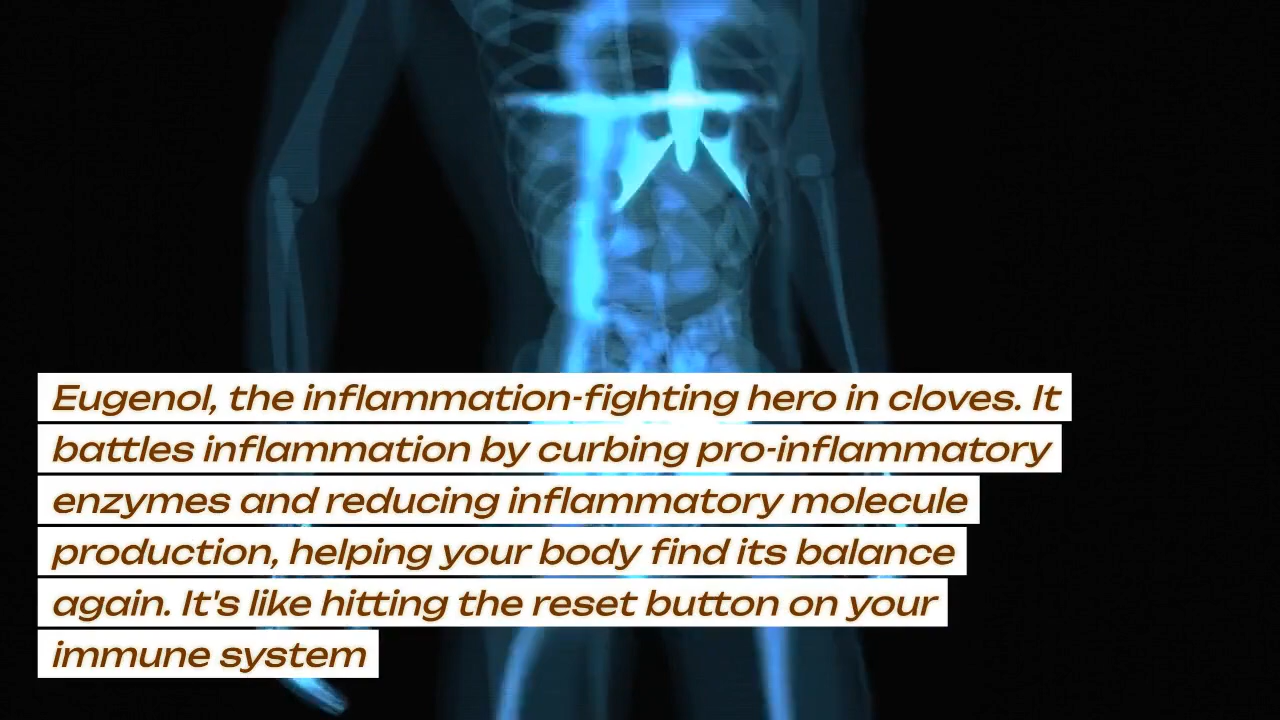 Eugenol, the inflammation-fighting hero in cloves. It
battles inflammation by curbing pro-inflammatory
enzymes and reducing inflammatory molecule
production, helping your body find its balance
again. It's like hitting the reset button on your
immune system